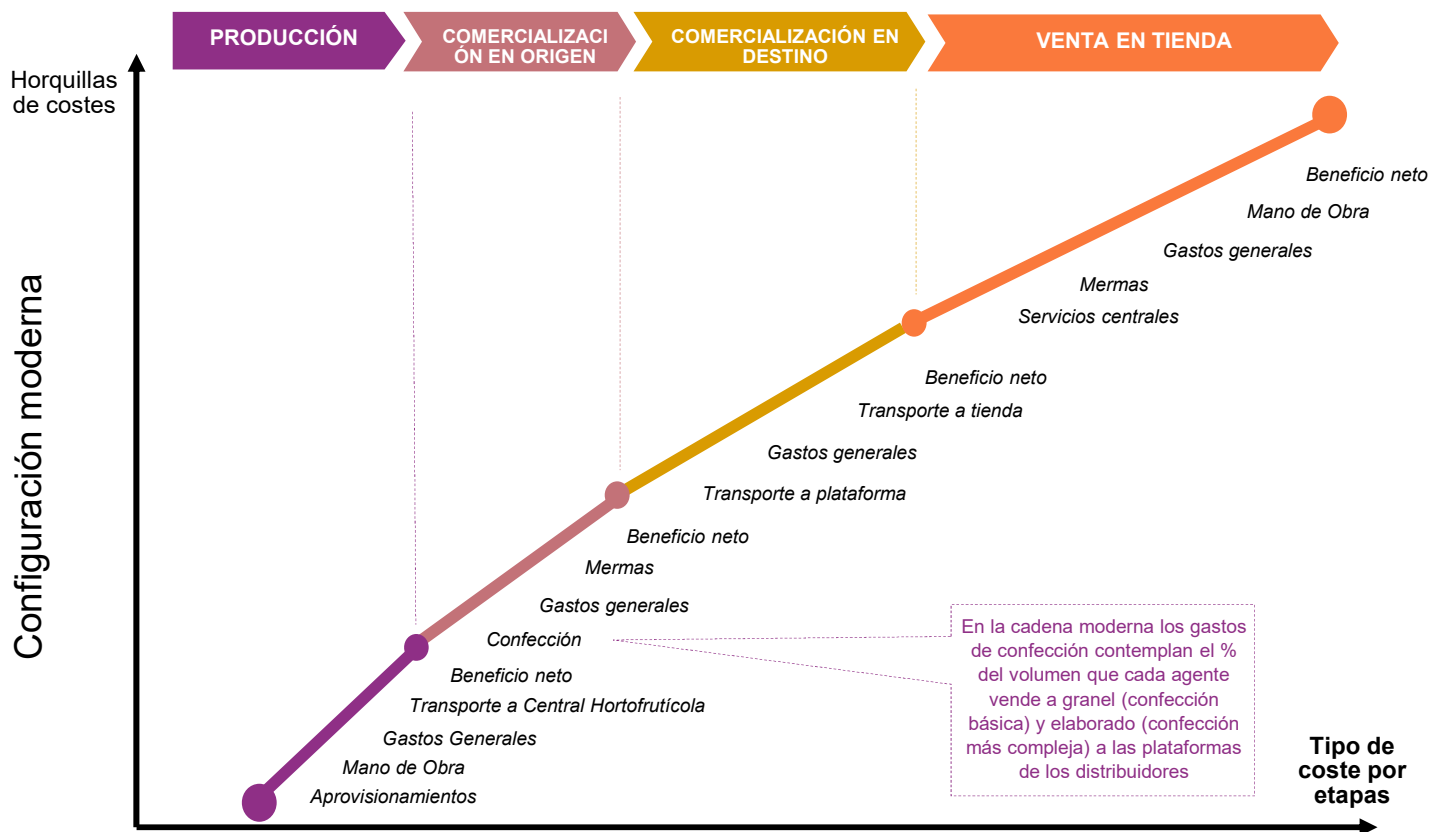 PRODUCCIÓN
COMERCIALIZACI
ÓN EN ORIGEN
COMERCIALIZACIÓN EN
DESTINO
VENTA EN TIENDA
Horquillas
de costes
Configuración moderna
Beneficio neto
Mano de Obra
Gastos generales
Mermas
Servicios centrales
Beneficio neto
Transporte a tienda
Gastos generales
Transporte a plataforma
Beneficio neto
Mermas
Gastos generales
Confección
Beneficio neto
Transporte a Central Hortofrutícola
Gastos Generales
Mano de Obra
Aprovisionamientos
En la cadena moderna los gastos
de confección contemplan el %
del volumen que cada agente
vende a granel (confección
básica) y elaborado (confección
más compleja) a las plataformas
de los distribuidores
Tipo de
coste por
etapas